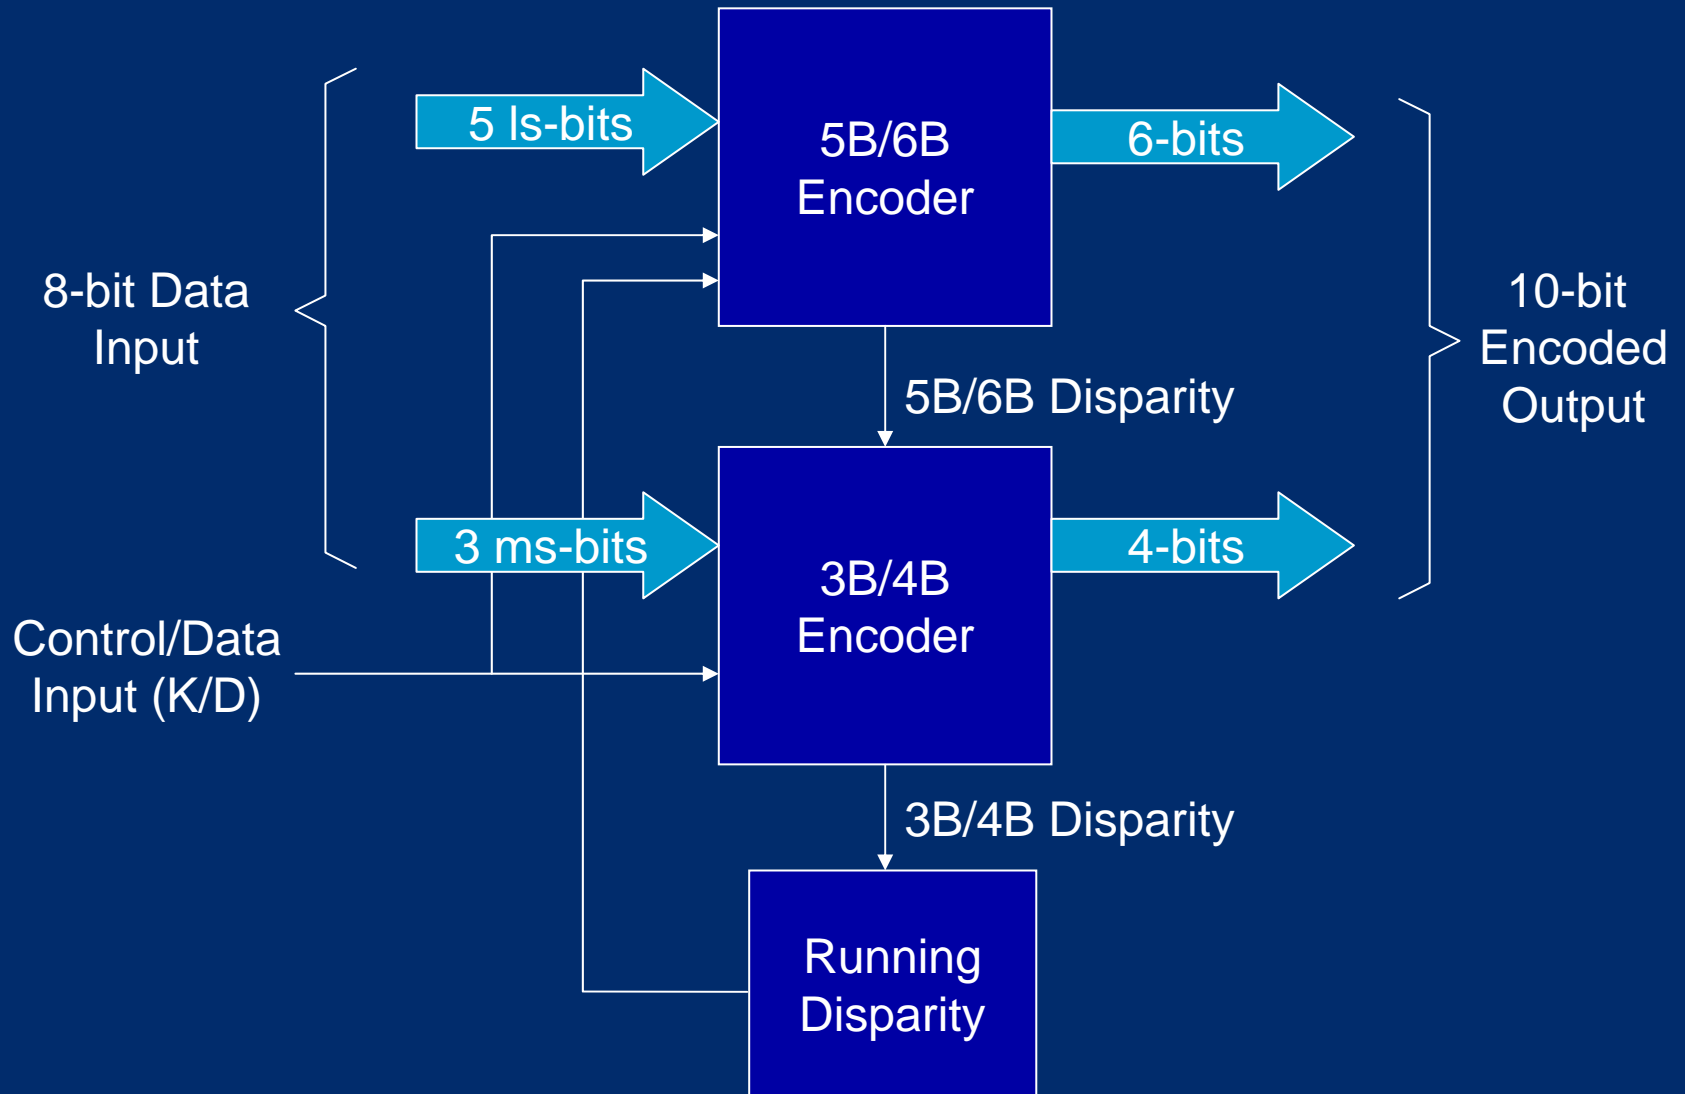 5 ls-bits
5B/6B
Encoder
6-bits
8-bit Data
Input
10-bit
Encoded
Output
5B/6B Disparity
3 ms-bits
3B/4B
Encoder
4-bits
Control/Data
Input (K/D)
3B/4B Disparity
Running
Disparity